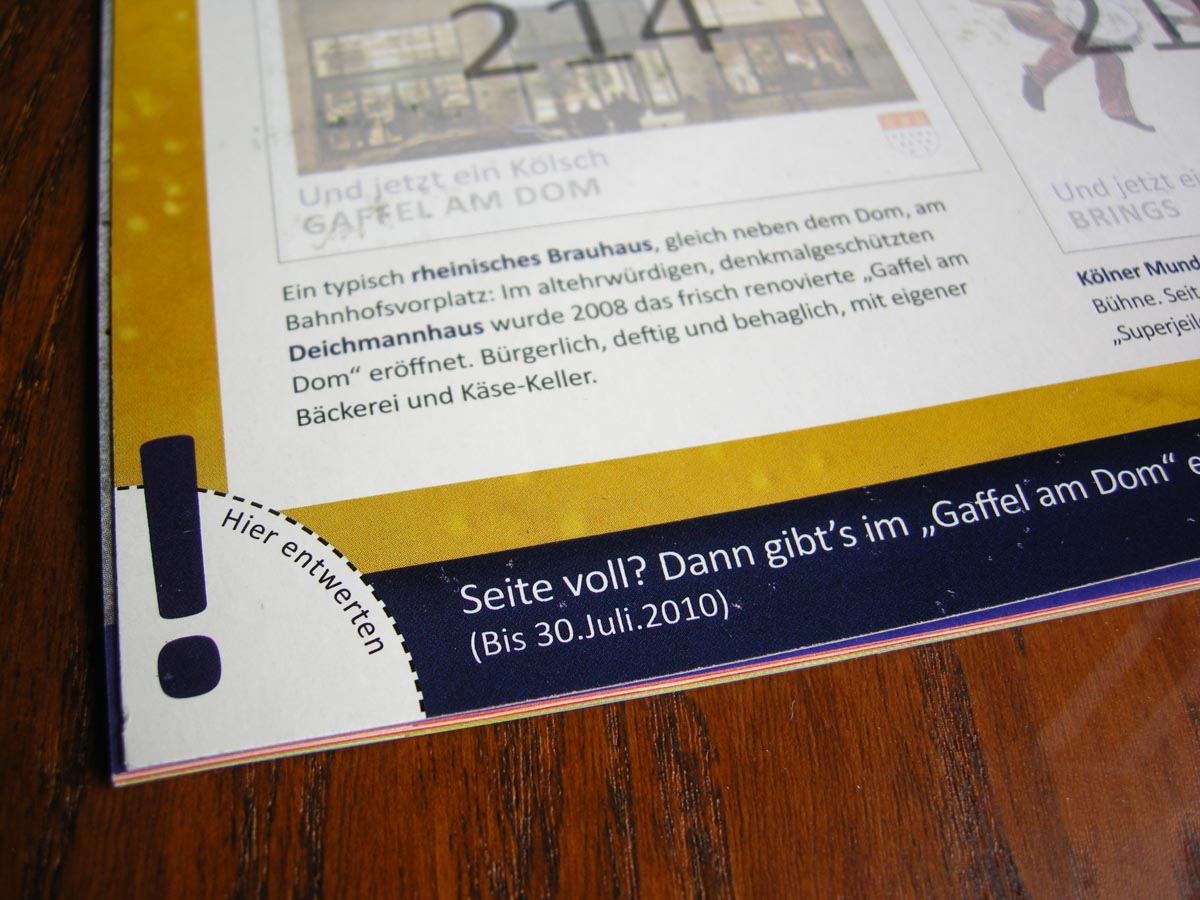 214
Und jetzt ein Kölsch
GAFFEL AM DOM
Ein typisch rheinisches Brauhaus, gleich neben dem Dom, am
Bahnhofsvorplatz: Im altehrwürdigen, denkmalgeschützten
Deichmannhaus wurde 2008 das frisch renovierte „Gaffel am
Dom“ eröffnet. Bürgerlich, deftig und behaglich, mit eigener
Bäckerei und Käse-Keller.
Und jetzt
BRINGS
Kölner
Bühne. Seit
!
Hier entwerten
Seite voll? Dann gibt’s im „Gaffel am Dom“
(Bis 30.Juli.2010)